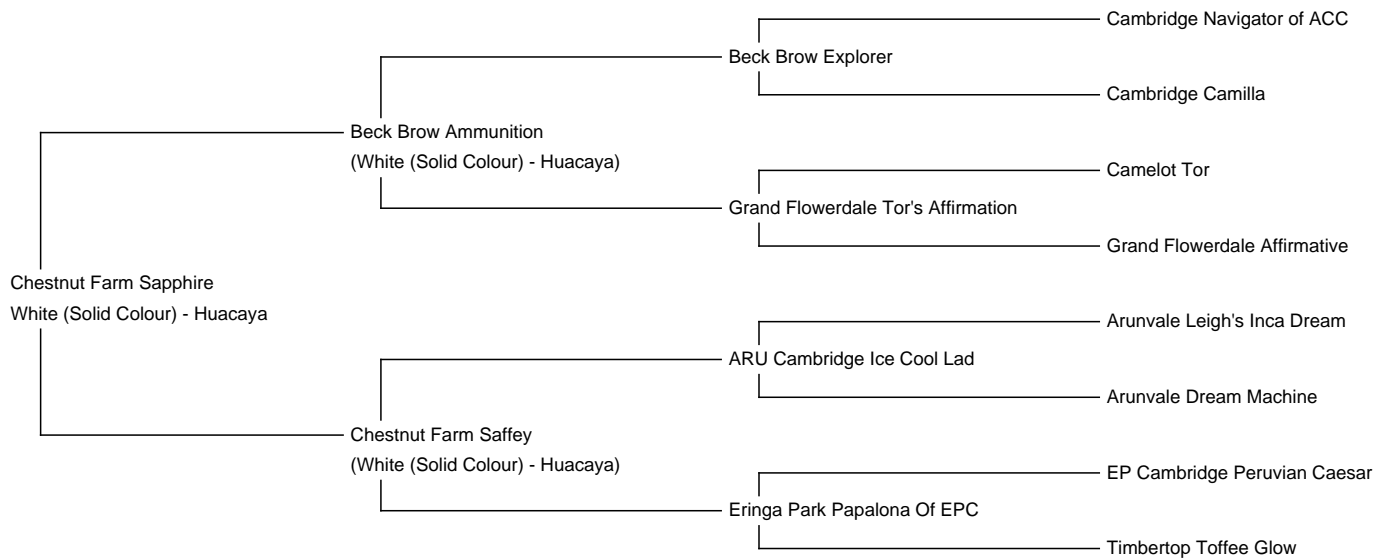 Cambridge Navigator of ACC
Beck Brow Explorer
Cambridge Camilla
Beck Brow Ammunition
(White (Solid Colour) - Huacaya)
Camelot Tor
Grand Flowerdale Tor's Affirmation
Grand Flowerdale Affirmative
Chestnut Farm Sapphire
White (Solid Colour) - Huacaya
Arunvale Leigh's Inca Dream
ARU Cambridge Ice Cool Lad
Arunvale Dream Machine
Chestnut Farm Saffey
(White (Solid Colour) - Huacaya)
EP Cambridge Peruvian Caesar
Eringa Park Papalona Of EPC
Timbertop Toffee Glow